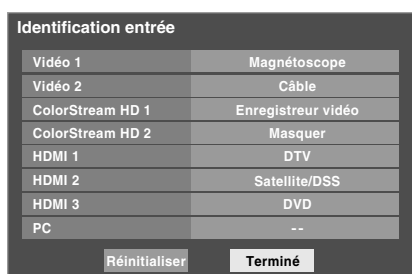 Identification entrée
Vidéo 1 Magnétoscope
Vidéo 2 Câble
ColorStream HD 1 Enregistreur vidéo
ColorStream HD 2 Masquer
HDMI 1 DTV
HDMI 2 Satellite/DSS
HDMI 3 DVD
PC --
Réinitialiser Terminé